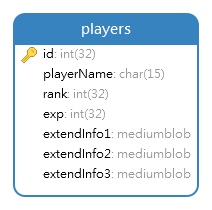 players
id: int(32)
playerName: char(15)
rank: int(32)
exp: int(32)
extendInfo1: mediumblob
extendInfo2: mediumblob
extendInfo3: mediumblob